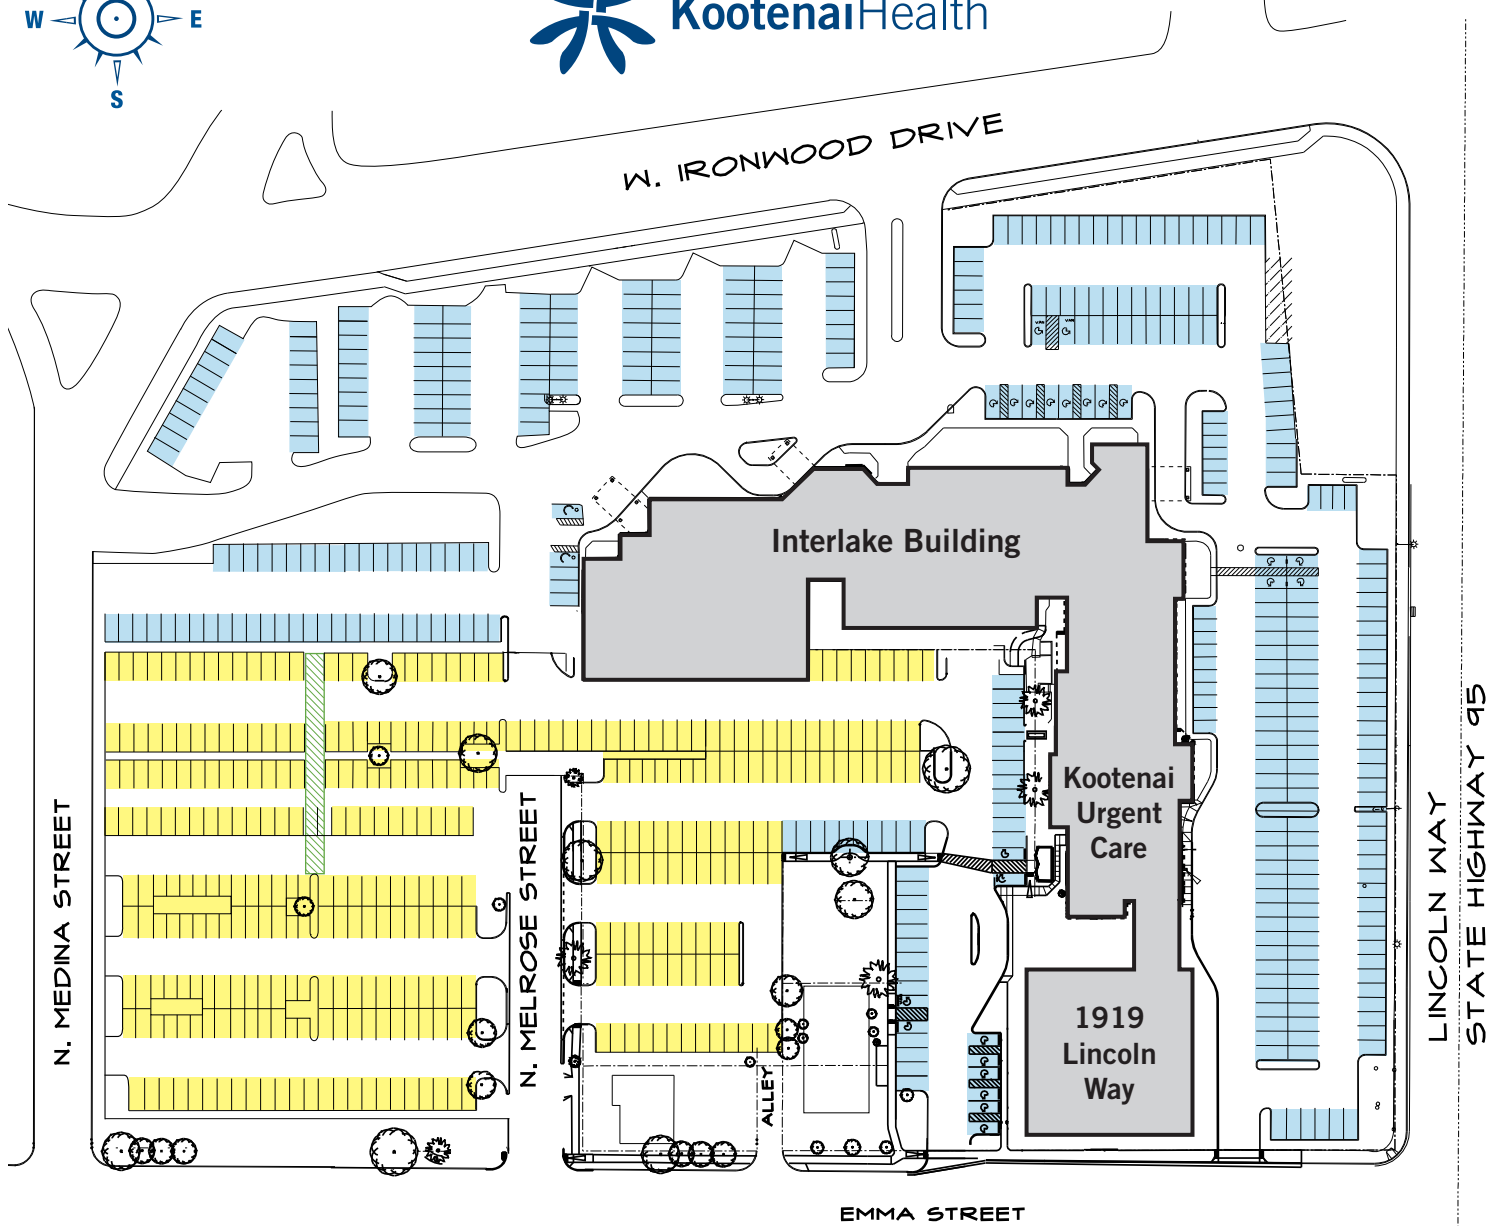 W
E
S
KootenaiHealth
W. IRONWOOD DRIVE
Interlake Building
Kootenai
Urgent
Care
1919
Lincoln
Way
N. MEDINA STREET
N. MELROSE STREET
ALLEY
LINCOLN WAY
STATE HIGHWAY 95
EMMA STREET